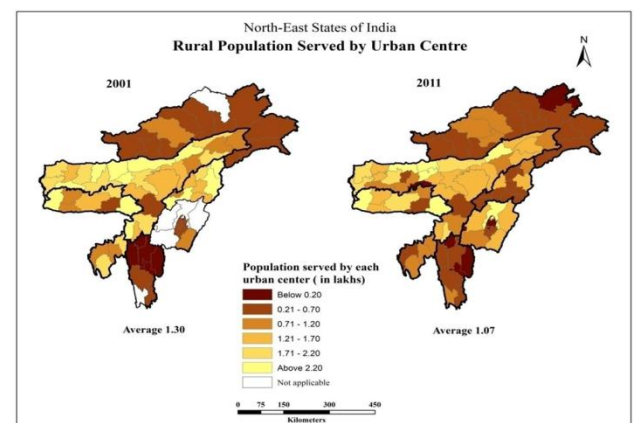 North-East States of India
Rural Population Served by Urban Centre
N
2001
2011
Population served by each
urban center ( in lakhs)
Below 0.20
0.21 - 0.70
0.71 - 1.20
1.21 - 1.70
1.71 - 2.20
Above 2.20
Not applicable
Average 1.30
Average 1.07
0 75 150 300 450
Kilometers